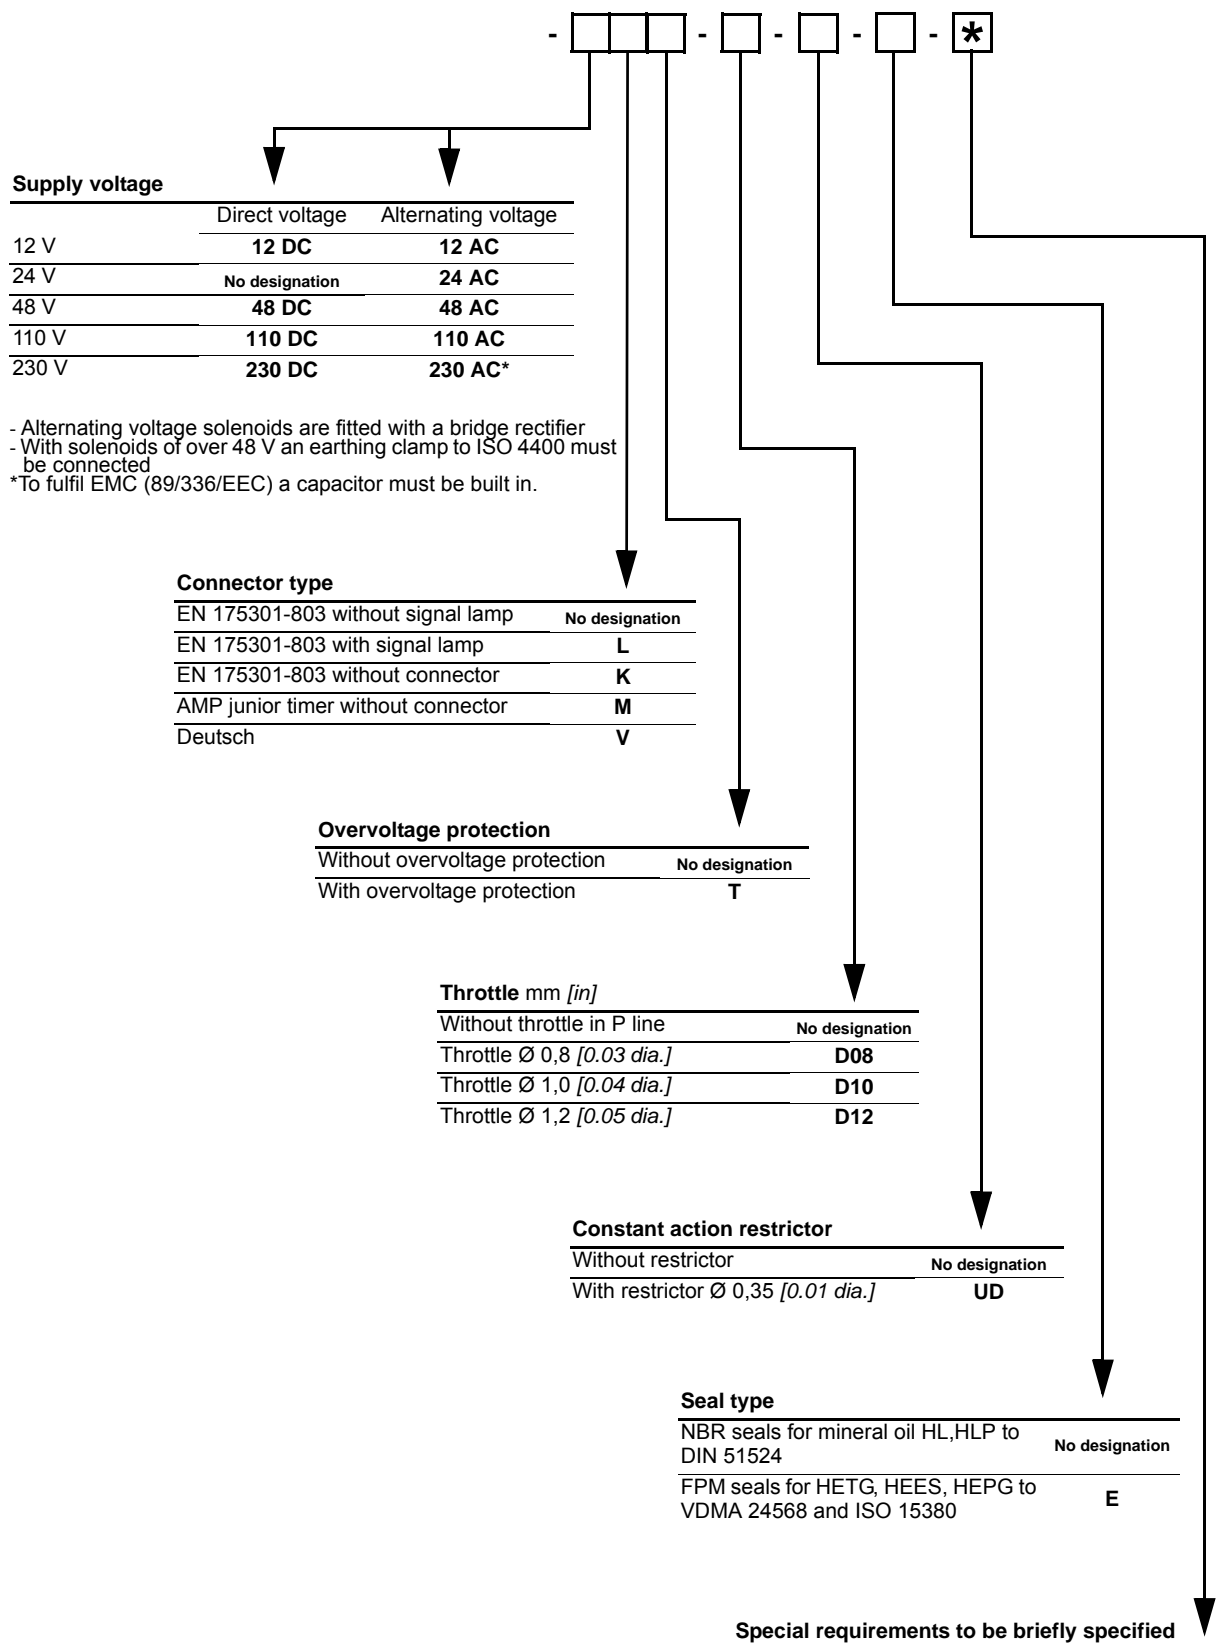 - - - - - *
Supply voltage
Direct voltage Alternating voltage
12 V 12 DC 12 AC
24 V No designation 24 AC
48 V 48 DC 48 AC
110 V 110 DC 110 AC
230 V 230 DC 230 AC*
- Alternating voltage solenoids are fitted with a bridge rectifier
- With solenoids of over 48 V an earthing clamp to ISO 4400 must
be connected
*To fulfil EMC (89/336/EEC) a capacitor must be built in.
Connector type
EN 175301-803 without signal lamp No designation
EN 175301-803 with signal lamp L
EN 175301-803 without connector K
AMP junior timer without connector M
Deutsch V
Overvoltage protection
Without overvoltage protection No designation
With overvoltage protection T
Throttle mm [in]
Without throttle in P line No designation
Throttle Ø 0,8 [0.03 dia.] D08
Throttle Ø 1,0 [0.04 dia.] D10
Throttle Ø 1,2 [0.05 dia.] D12
Constant action restrictor
Without restrictor No designation
With restrictor Ø 0,35 [0.01 dia.] UD
Seal type
NBR seals for mineral oil HL,HLP to
DIN 51524 No designation
FPM seals for HETG, HEES, HEPG to
VDMA 24568 and ISO 15380 E
Special requirements to be briefly specified